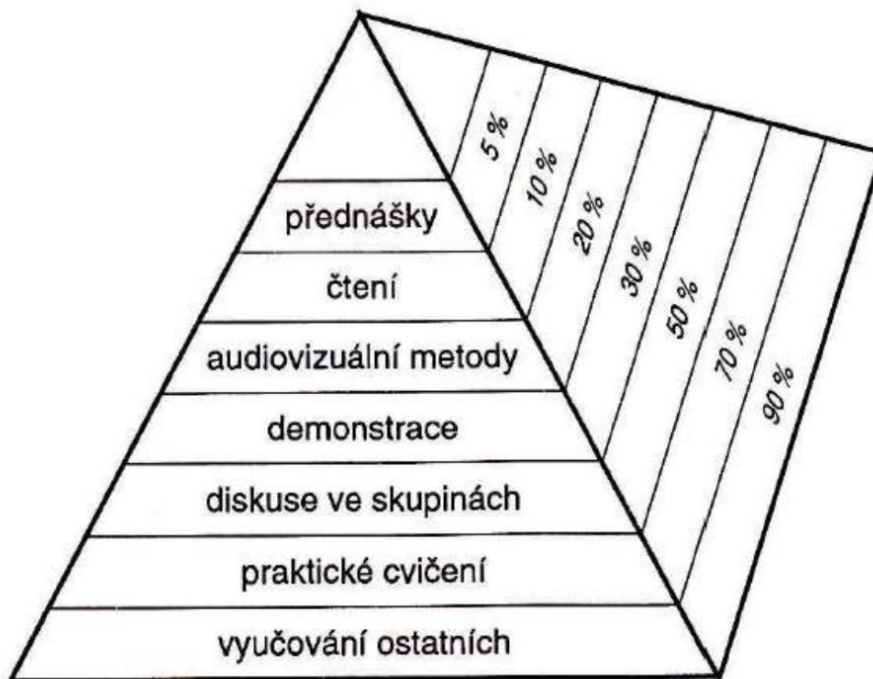 přednášky
čtení
audiovizuální metody
demonstrace
diskuse ve skupinách
praktické cvičení
vyučování ostatních
5 %
10 %
20 %
30 %
50 %
70 %
90 %